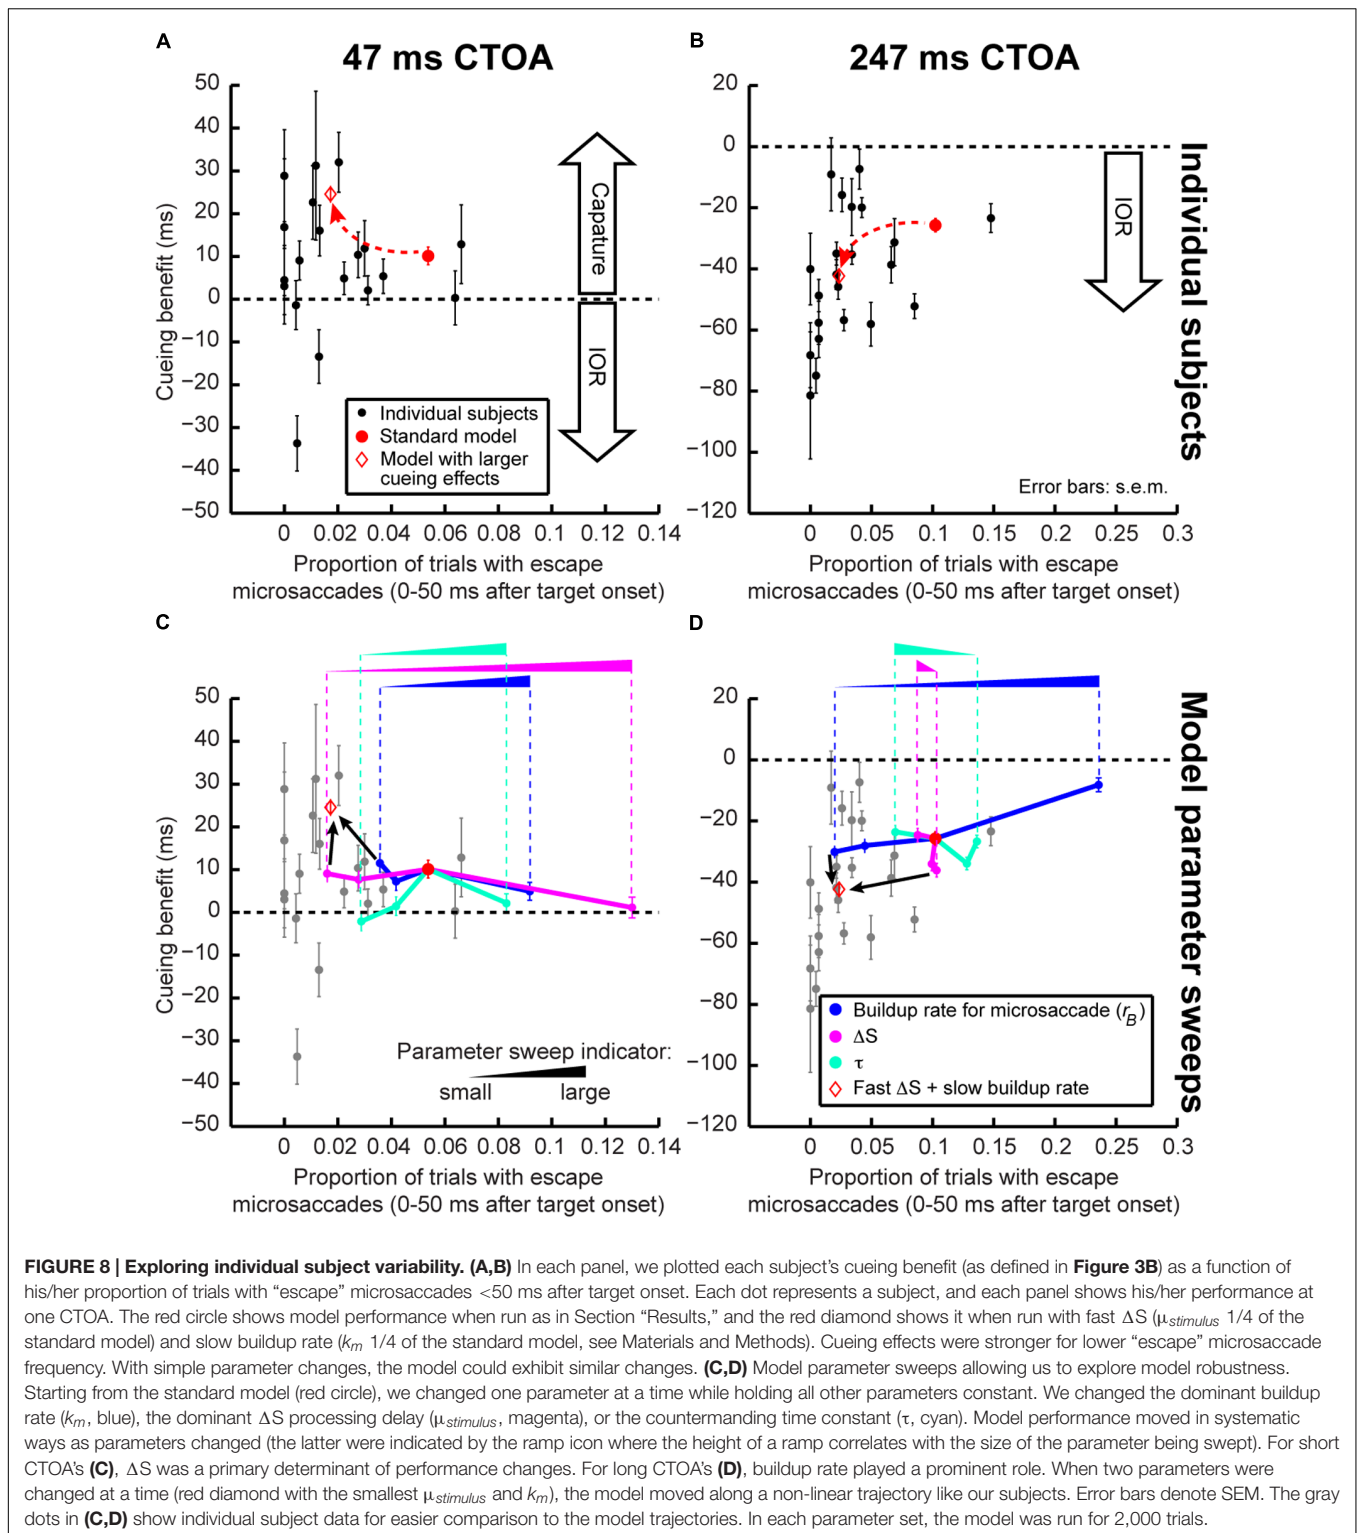 A
47 ms CTOA
50
40
30
20
10
0
−10
−20
−30
−40
−50
Cueing benefit (ms)
Capature
IOR
Individual subjects
Standard model
Model with larger
cueing effects
0 0.02 0.04 0.06 0.08 0.1 0.12 0.14
Proportion of trials with escape
microsaccades (0-50 ms after target onset)
B
247 ms CTOA
20
0
−20
−40
−60
−80
−100
−120
IOR
Error bars: s.e.m.
0 0.05 0.1 0.15 0.2 0.25 0.3
Proportion of trials with escape
microsaccades (0-50 ms after target onset)
Individual subjects
C
50
40
30
20
10
0
−10
−20
−30
−40
−50
Cueing benefit (ms)
Parameter sweep indicator:
small large
0 0.02 0.04 0.06 0.08 0.1 0.12 0.14
Proportion of trials with escape
microsaccades (0-50 ms after target onset)
D
20
0
−20
−40
−60
−80
−100
−120
Buildup rate for microsaccade (r_B)
ΔS
τ
Fast ΔS + slow buildup rate
0 0.05 0.1 0.15 0.2 0.25 0.3
Proportion of trials with escape
microsaccades (0-50 ms after target onset)
Model parameter sweeps
FIGURE 8 | Exploring individual subject variability. (A,B) In each panel, we plotted each subject's cueing benefit (as defined in Figure 3B) as a function of
his/her proportion of trials with "escape" microsaccades <50 ms after target onset. Each dot represents a subject, and each panel shows his/her performance at
one CTOA. The red circle shows model performance when run as in Section "Results," and the red diamond shows it when run with fast ΔS (μstimulus 1/4 of the
standard model) and slow buildup rate (km 1/4 of the standard model, see Materials and Methods). Cueing effects were stronger for lower "escape" microsaccade
frequency. With simple parameter changes, the model could exhibit similar changes. (C,D) Model parameter sweeps allowing us to explore model robustness.
Starting from the standard model (red circle), we changed one parameter at a time while holding all other parameters constant. We changed the dominant buildup
rate (km, blue), the dominant ΔS processing delay (μstimulus, magenta), or the countermanding time constant (τ, cyan). Model performance moved in systematic
ways as parameters changed (the latter were indicated by the ramp icon where the height of a ramp correlates with the size of the parameter being swept). For short
CTOA's (C), ΔS was a primary determinant of performance changes. For long CTOA's (D), buildup rate played a prominent role. When two parameters were
changed at a time (red diamond with the smallest μstimulus and km), the model moved along a non-linear trajectory like our subjects. Error bars denote SEM. The gray
dots in (C,D) show individual subject data for easier comparison to the model trajectories. In each parameter set, the model was run for 2,000 trials.